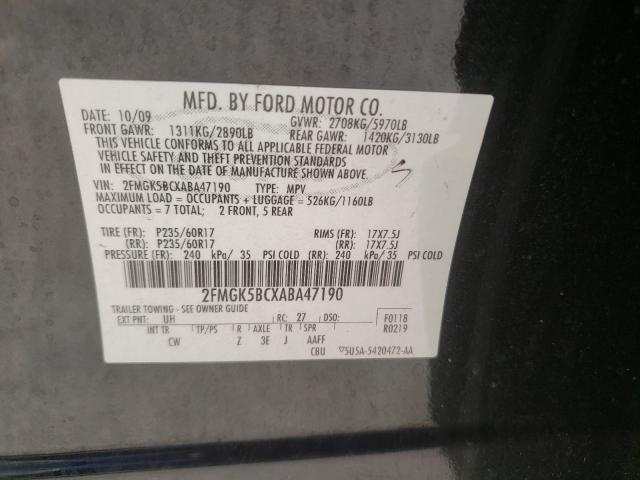 MFD. BY FORD MOTOR CO.
DATE: 10/09 GVWR: 2708KG/5970LB
FRONT GAWR: 1311KG/2890LB REAR GAWR: 1420KG/3130LB
THIS VEHICLE CONFORMS TO ALL APPLICABLE FEDERAL MOTOR
VEHICLE SAFETY AND THEFT PREVENTION STANDARDS
IN EFFECT ON THE DATE OF MANUFACTURE SHOWN ABOVE.
VIN: 2FMGK5BCXABA47190 TYPE: MPV
MAXIMUM LOAD = OCCUPANTS + LUGGAGE = 526KG/1160LB
OCCUPANTS = 7 TOTAL; 2 FRONT, 5 REAR
TIRE (FR): P235/60R17 RIMS (FR): 17X7.5J
(RR): P235/60R17 (RR): 17X7.5J
PRESSURE (FR): 240 kPa/ 35 PSI COLD (RR): 240 kPa/ 35 PSI COLD
2FMGK5BCXABA47190
TRAILER TOWING - SEE OWNER GUIDE
EXT PNT: UH RC: 27 DSO: F0118
INT TR TP/PS R AXLE TR SPR R0219
CW Z 3E J AAFF
CBU 5U5A-5420472-AA